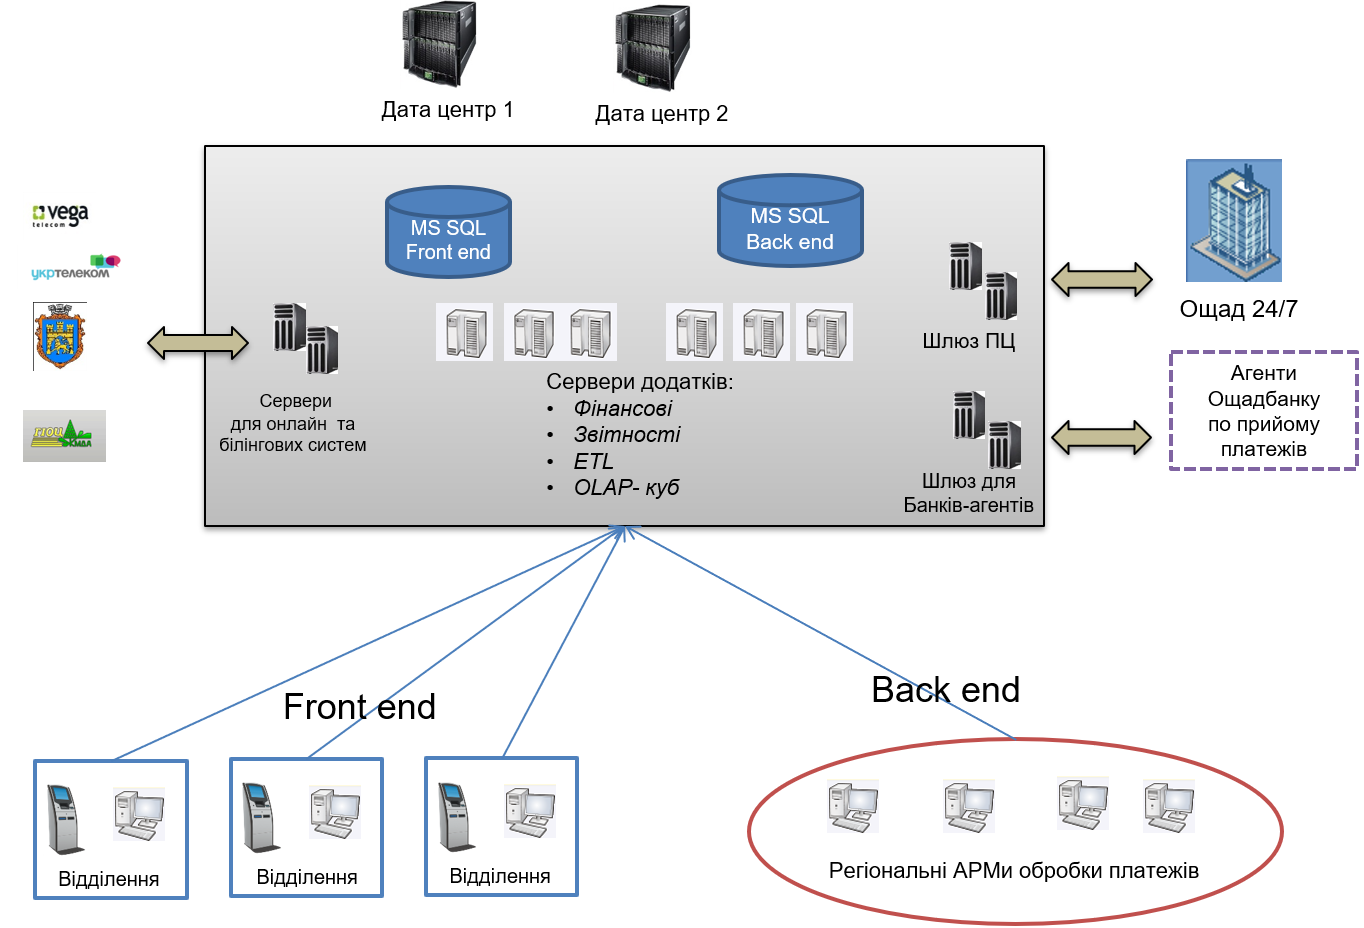 Дата центр 1
Дата центр 2
MS SQL
Front end
MS SQL
Back end
vega
telecom
укртелеком
ГІОЦ
КМДА
Сервери
для онлайн та
білінгових систем
Сервери додатків:
• Фінансові
• Звітності
• ETL
• OLAP- куб
Шлюз ПЦ
Шлюз для
Банків-агентів
Ощад 24/7
Агенти
Ощадбанку
по прийому
платежів
Front end
Back end
Відділення
Відділення
Відділення
Регіональні АРМи обробки платежів